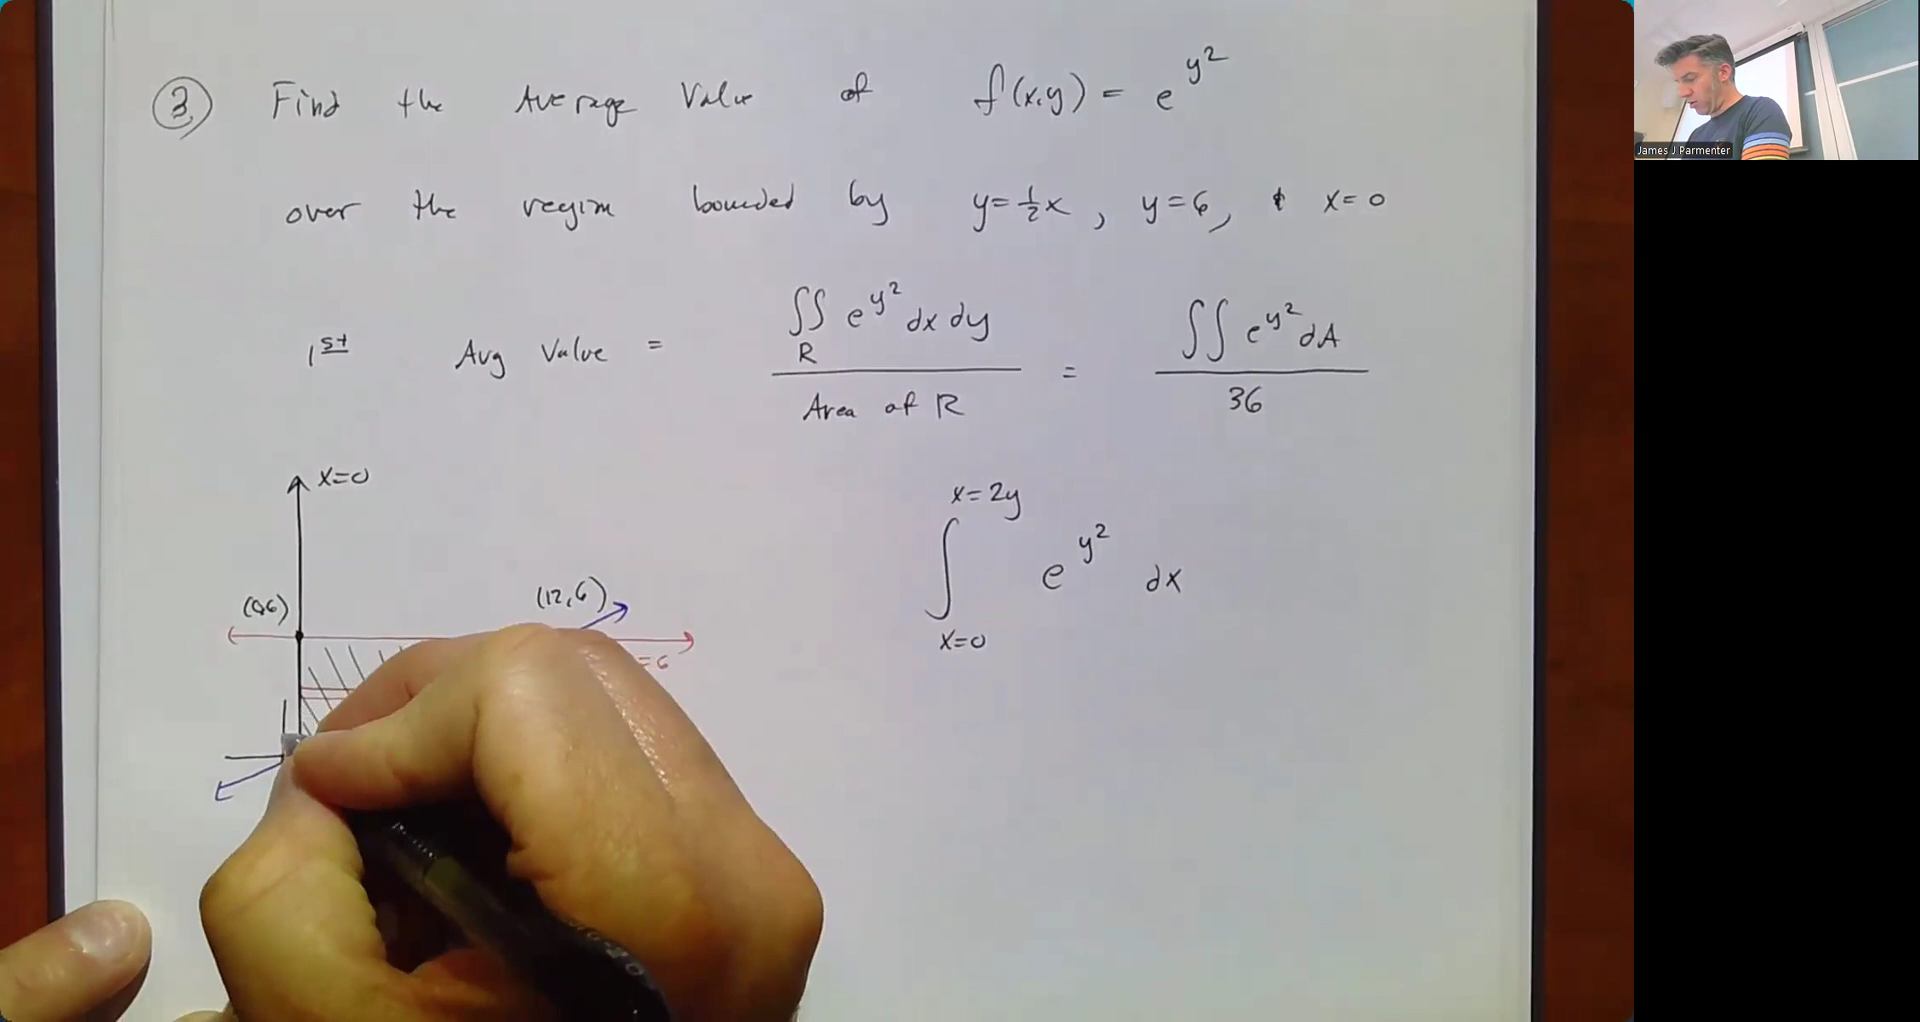 ③ Find the Average Value of f(x,y) = e^{y^2}
over the region bounded by y=½x, y=6, & x=0
1st Avg Value = ∬_R e^{y^2} dx dy / Area of R = ∬ e^{y^2} dA / 36
x=0
(0,6)
(12,6)
=6
x=2y
∫ e^{y^2} dx
x=0
James J Parmenter